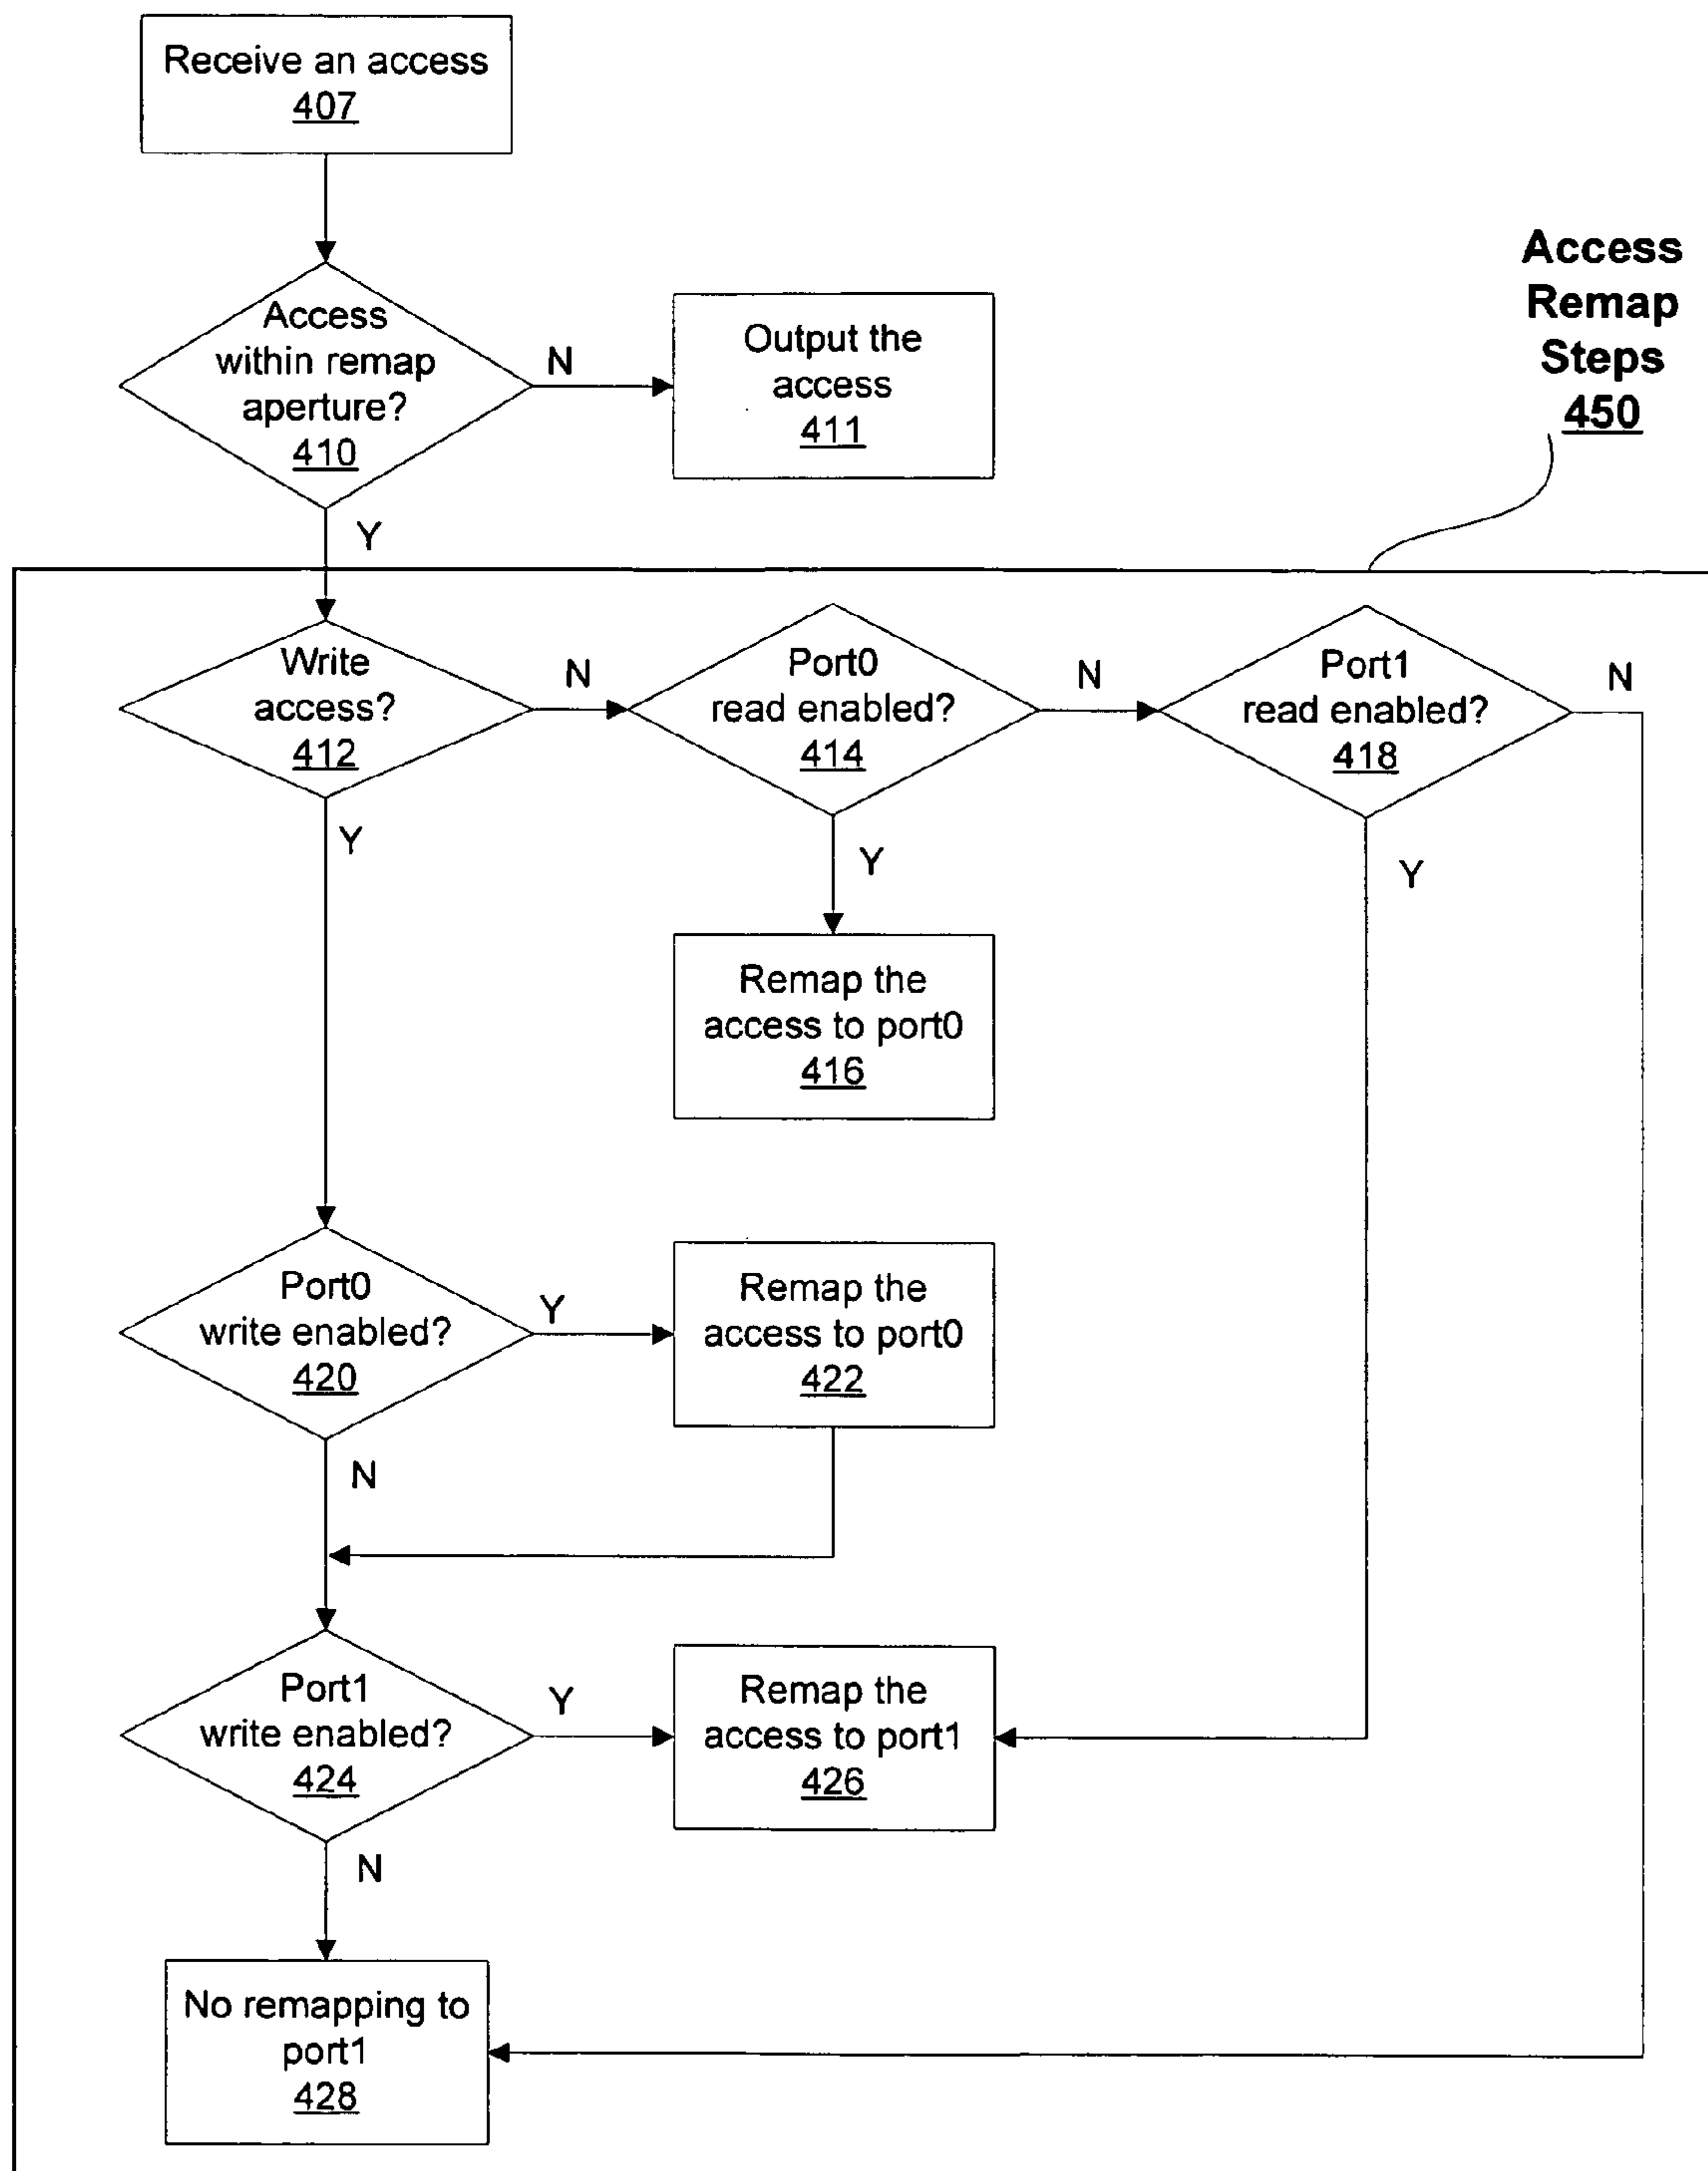 Receive an access
407
Access
within remap
aperture?
410
N
Output the
access
411
Access
Remap
Steps
450
Y
Write
access?
412
N
Port0
read enabled?
414
N
Port1
read enabled?
418
N
Y
Y
Y
Remap the
access to port0
416
Port0
write enabled?
420
Y
Remap the
access to port0
422
N
Port1
write enabled?
424
Y
Remap the
access to port1
426
N
No remapping to
port1
428